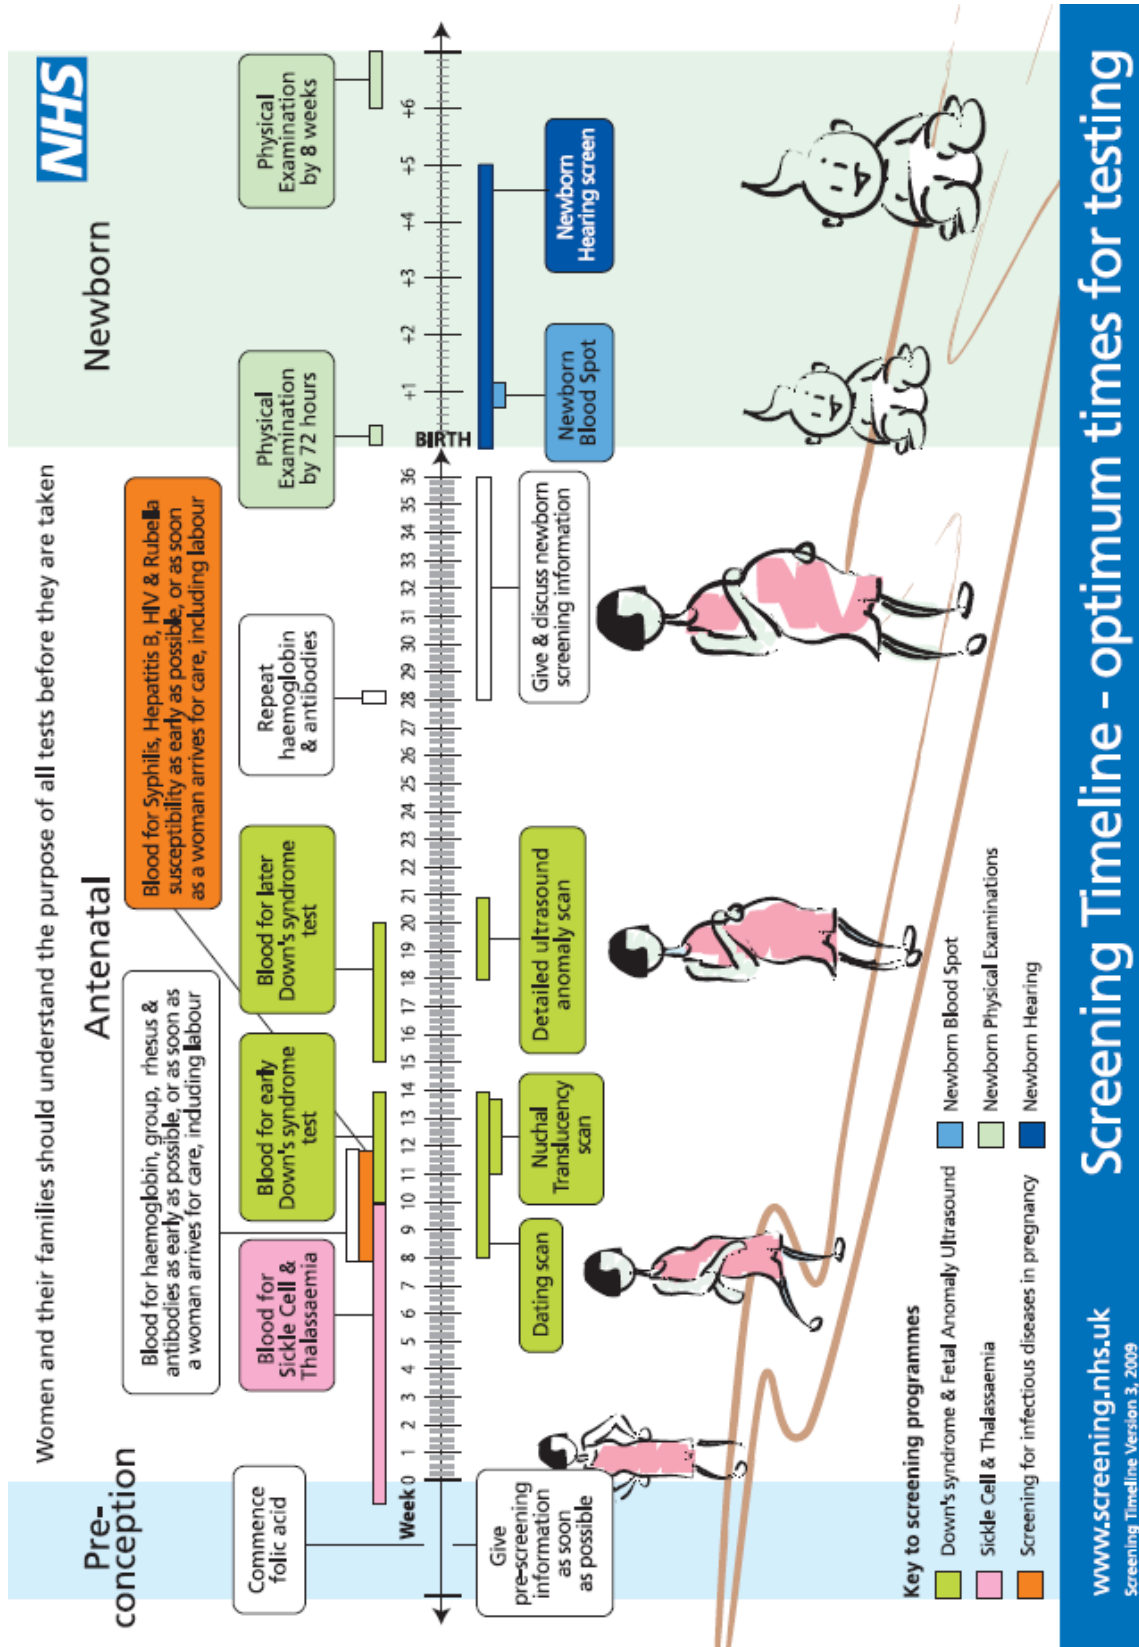 Women and their families should understand the purpose of all tests before they are taken
NHS
Pre-
conception
Antenatal
Newborn
Blood for haemoglobin, group, rhesus &
antibodies as early as possible, or as soon as
a woman arrives for care, including labour
Blood for Syphilis, Hepatitis B, HIV & Rubella
susceptibility as early as possible, or as soon
as a woman arrives for care, including labour
Commence
folic acid
Blood for
Sickle Cell &
Thalassaemia
Blood for early
Down's syndrome
test
Blood for later
Down's syndrome
test
Repeat
haemoglobin
& antibodies
Physical
Examination
by 72 hours
Physical
Examination
by 8 weeks
Week 0 1 2 3 4 5 6 7 8 9 10 11 12 13 14 15 16 17 18 19 20 21 22 23 24 25 26 27 28 29 30 31 32 33 34 35 36 +1 +2 +3 +4 +5 +6
BIRTH
Give
pre-screening
information
as soon
as possible
Dating scan
Nuchal
Translucency
scan
Detailed ultrasound
anomaly scan
Give & discuss newborn
screening information
Newborn
Blood Spot
Newborn
Hearing screen
Key to screening programmes
Down's syndrome & Fetal Anomaly Ultrasound
Sickle Cell & Thalassaemia
Screening for infectious diseases in pregnancy
Newborn Blood Spot
Newborn Physical Examinations
Newborn Hearing
www.screening.nhs.uk
Screening Timeline Version 3, 2009
Screening Timeline - optimum times for testing